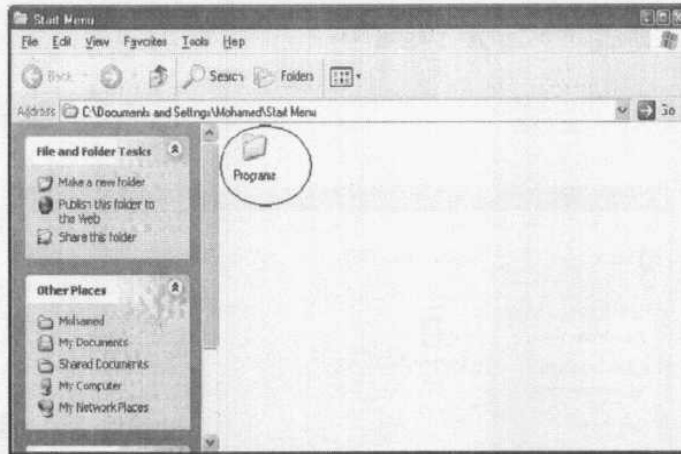 Start Menu
File Edit View Favorites Tools Help
Back Search Folders
Address C:\Documents and Settings\Mohamed\Start Menu Go
File and Folder Tasks
Make a new folder
Publish this folder to
the Web
Share this folder
Programs
Other Places
Mohamed
My Documents
Shared Documents
My Computer
My Network Places